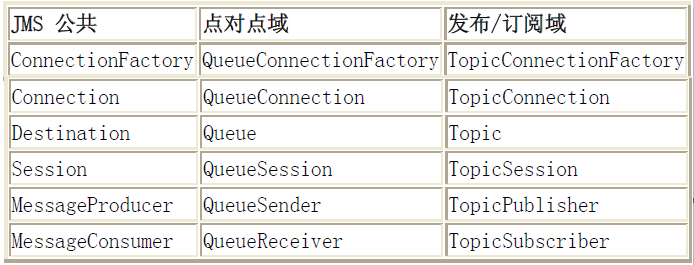 JMS 公共 点对点域 发布/订阅域
ConnectionFactory QueueConnectionFactory TopicConnectionFactory
Connection QueueConnection TopicConnection
Destination Queue Topic
Session QueueSession TopicSession
MessageProducer QueueSender TopicPublisher
MessageConsumer QueueReceiver TopicSubscriber